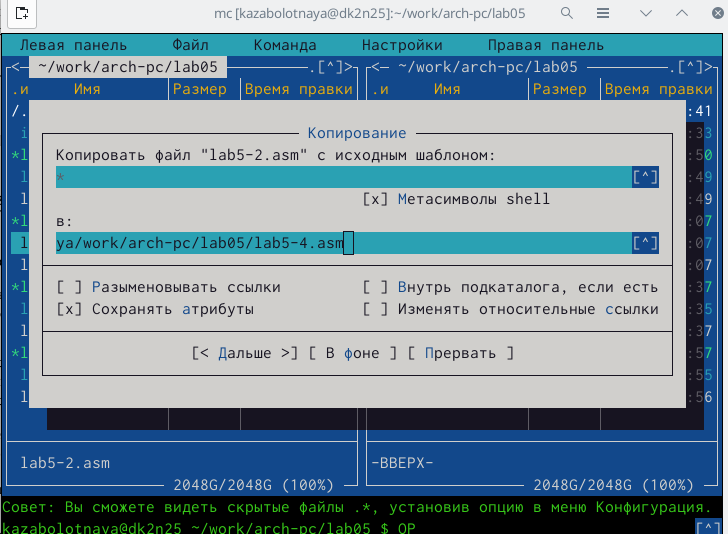 mc [kazabolotnaya@dk2n25]:~/work/arch-pc/lab05
Левая панель Файл Команда Настройки Правая панель
<─ ~/work/arch-pc/lab05 .[^]> <─ ~/work/arch-pc/lab05 .[^]>
.и Имя Размер Время правки .и Имя Размер Время правки
/. :41
Копирование
:33
Копировать файл "lab5-2.asm" с исходным шаблоном:
*l :50
* [^]
l :49
[x] Метасимволы shell
l :49
в:
*l :07
ya/work/arch-pc/lab05/lab5-4.asm [^]
l :07
l :07
[ ] Разыменовывать ссылки [ ] Внутрь подкаталога, если есть
*l :37
[x] Сохранять атрибуты [ ] Изменять относительные ссылки
l :35
l :37
[< Дальше >] [ В фоне ] [ Прервать ]
*l :57
l :55
l :56
lab5-2.asm -ВВЕРХ-
2048G/2048G (100%) 2048G/2048G (100%)
Совет: Вы сможете видеть скрытые файлы .*, установив опцию в меню Конфигурация.
kazabolotnaya@dk2n25 ~/work/arch-pc/lab05 $ OP [^]